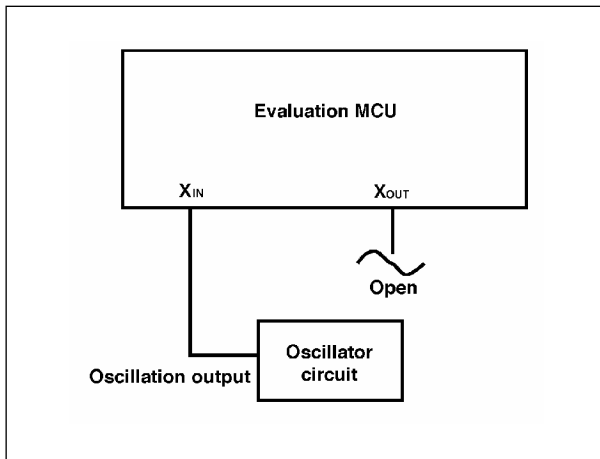 Evaluation MCU
XIN
XOUT
Open
Oscillation output
Oscillator
circuit